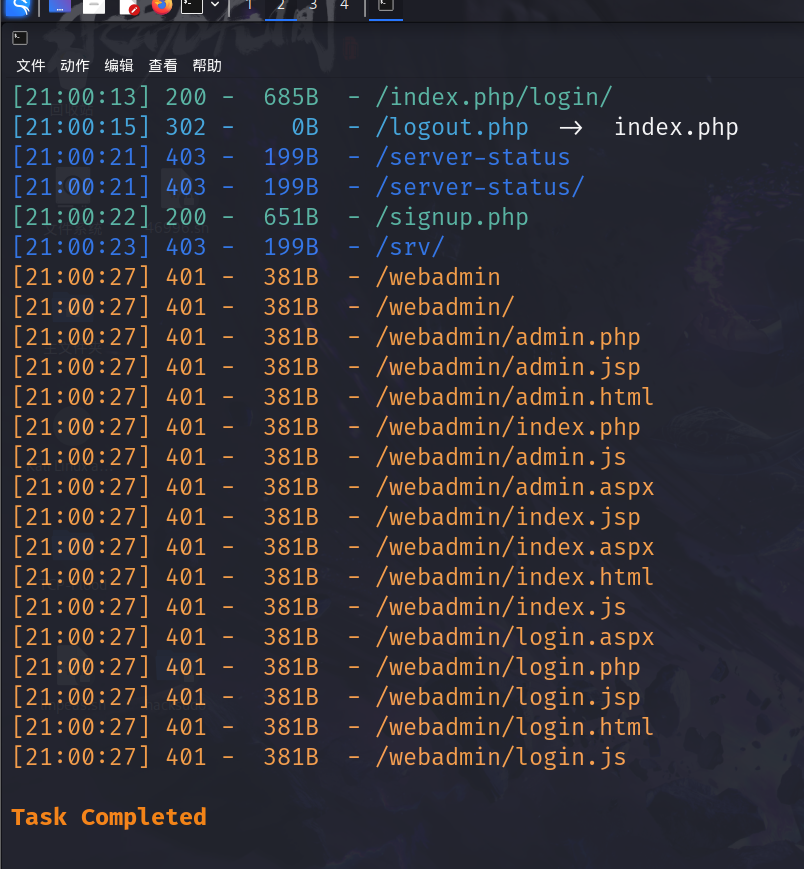 1 2 3 4
文件 动作 编辑 查看 帮助
[21:00:13] 200 -  685B  - /index.php/login/
[21:00:15] 302 -    0B  - /logout.php  →  index.php
[21:00:21] 403 -  199B  - /server-status
[21:00:21] 403 -  199B  - /server-status/
[21:00:22] 200 -  651B  - /signup.php
[21:00:23] 403 -  199B  - /srv/
[21:00:27] 401 -  381B  - /webadmin
[21:00:27] 401 -  381B  - /webadmin/
[21:00:27] 401 -  381B  - /webadmin/admin.php
[21:00:27] 401 -  381B  - /webadmin/admin.jsp
[21:00:27] 401 -  381B  - /webadmin/admin.html
[21:00:27] 401 -  381B  - /webadmin/index.php
[21:00:27] 401 -  381B  - /webadmin/admin.js
[21:00:27] 401 -  381B  - /webadmin/admin.aspx
[21:00:27] 401 -  381B  - /webadmin/index.jsp
[21:00:27] 401 -  381B  - /webadmin/index.aspx
[21:00:27] 401 -  381B  - /webadmin/index.html
[21:00:27] 401 -  381B  - /webadmin/index.js
[21:00:27] 401 -  381B  - /webadmin/login.aspx
[21:00:27] 401 -  381B  - /webadmin/login.php
[21:00:27] 401 -  381B  - /webadmin/login.jsp
[21:00:27] 401 -  381B  - /webadmin/login.html
[21:00:27] 401 -  381B  - /webadmin/login.js
Task Completed